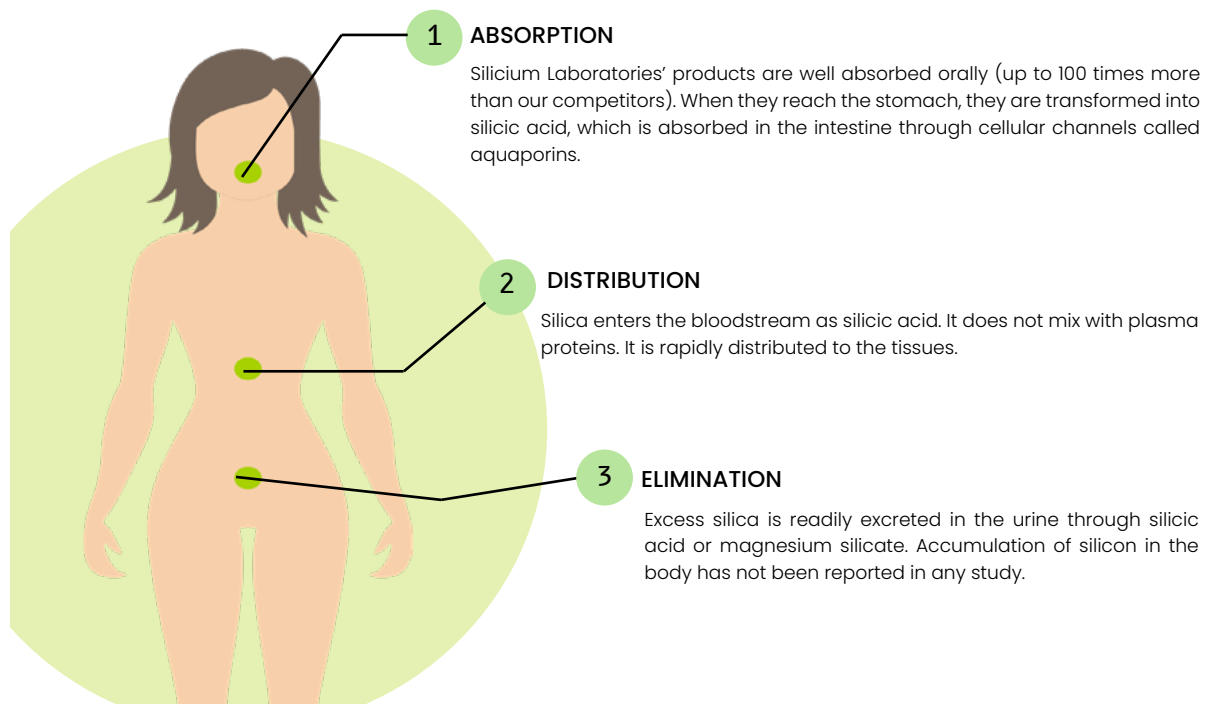 1
ABSORPTION
Silicium Laboratories’ products are well absorbed orally (up to 100 times more
than our competitors). When they reach the stomach, they are transformed into
silicic acid, which is absorbed in the intestine through cellular channels called
aquaporins.
2
DISTRIBUTION
Silica enters the bloodstream as silicic acid. It does not mix with plasma
proteins. It is rapidly distributed to the tissues.
3
ELIMINATION
Excess silica is readily excreted in the urine through silicic
acid or magnesium silicate. Accumulation of silicon in the
body has not been reported in any study.